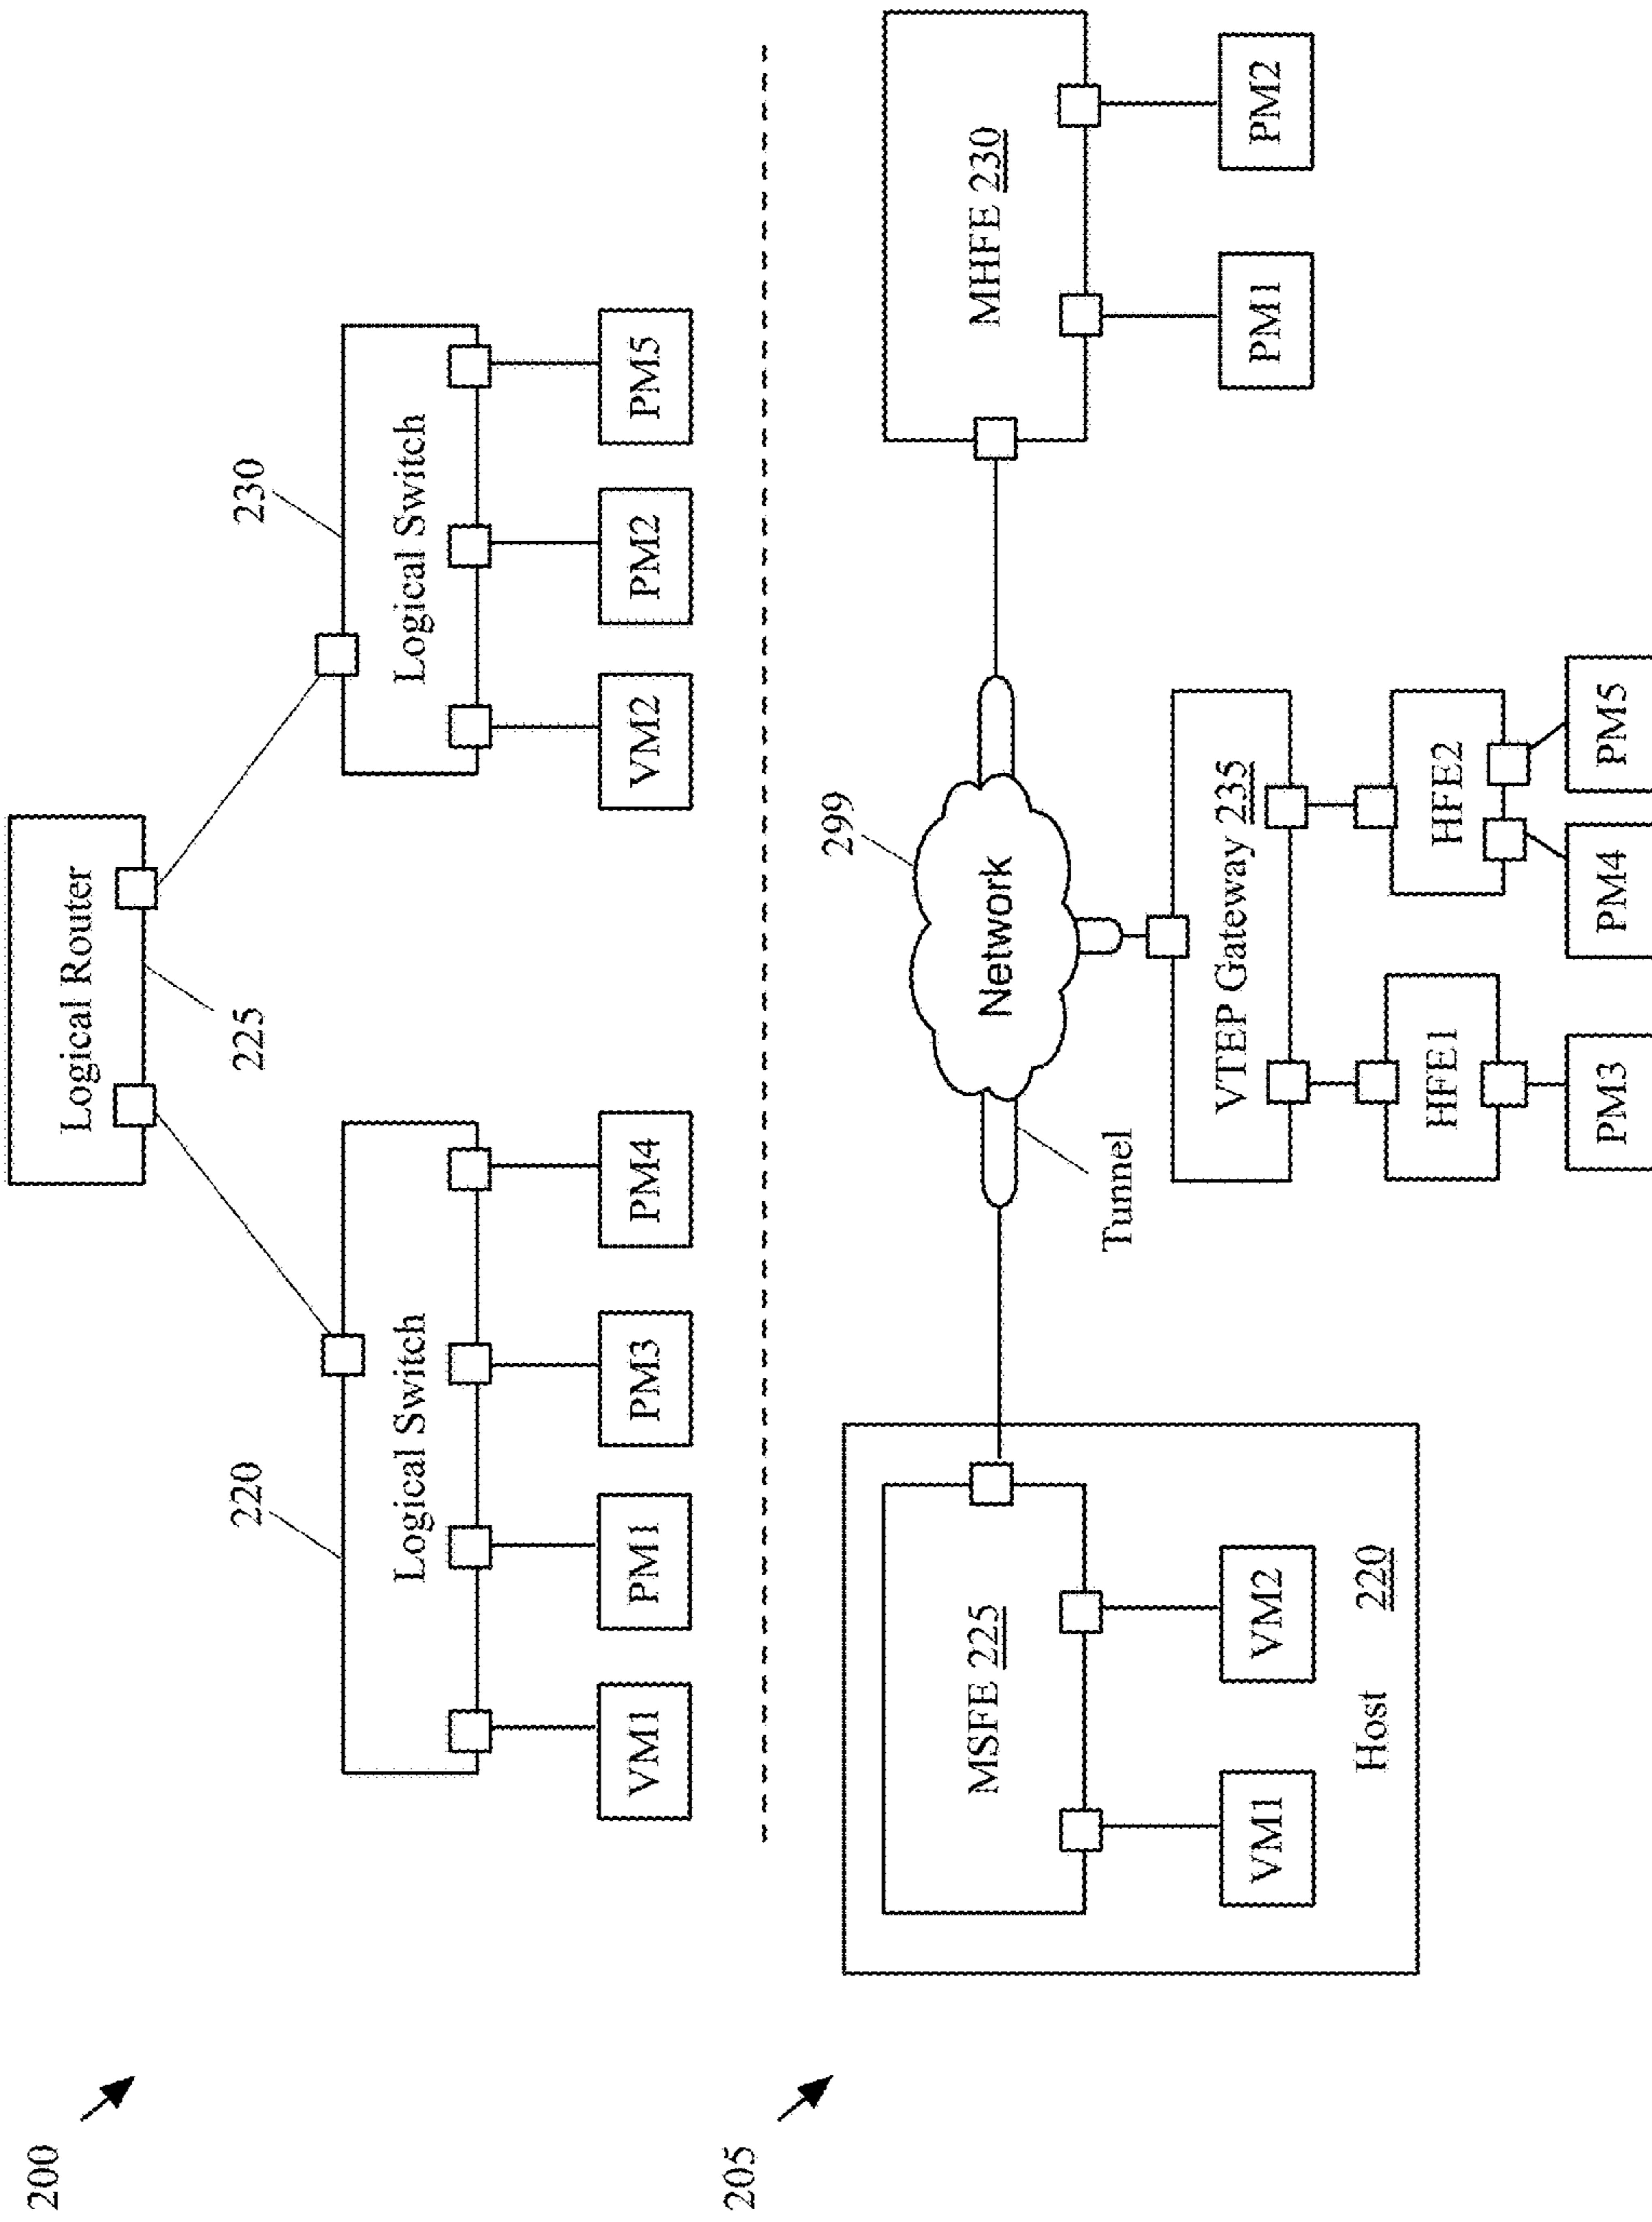 200
Logical Router
225
220
230
Logical Switch
Logical Switch
VM1
PM1
PM3
PM4
VM2
PM2
PM5
205
299
MSFE 225
Network
MHFE 230
Tunnel
VM1
VM2
VTEP Gateway 235
PM1
PM2
Host 220
HFE1
HFE2
PM3
PM4
PM5